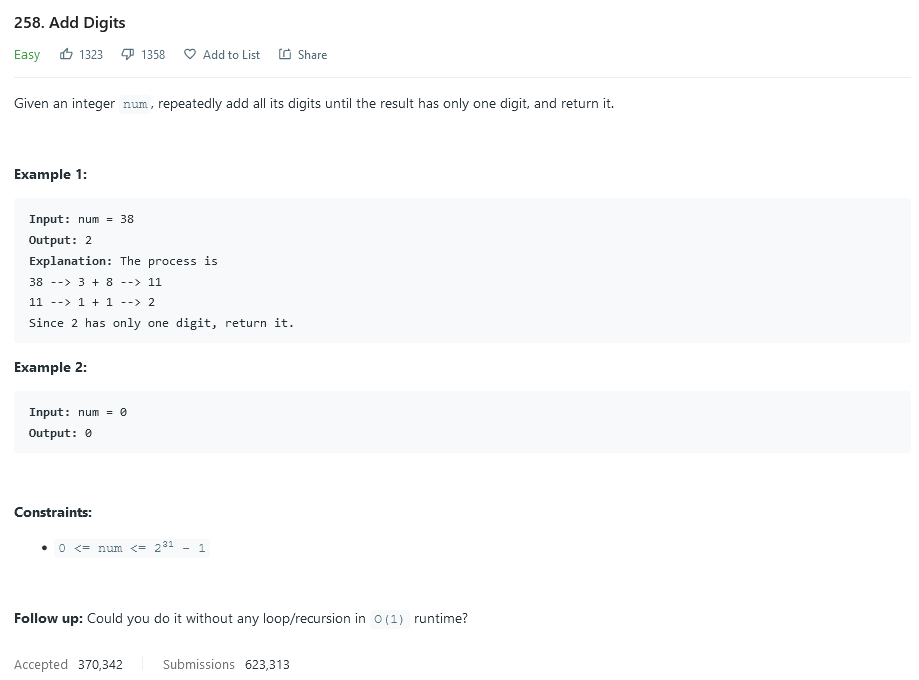 258. Add Digits
Easy 1323 1358 Add to List Share
Given an integer num, repeatedly add all its digits until the result has only one digit, and return it.
Example 1:
Input: num = 38
Output: 2
Explanation: The process is
38 --> 3 + 8 --> 11
11 --> 1 + 1 --> 2
Since 2 has only one digit, return it.
Example 2:
Input: num = 0
Output: 0
Constraints:
• 0 <= num <= 2³¹ - 1
Follow up: Could you do it without any loop/recursion in O(1) runtime?
Accepted 370,342 Submissions 623,313